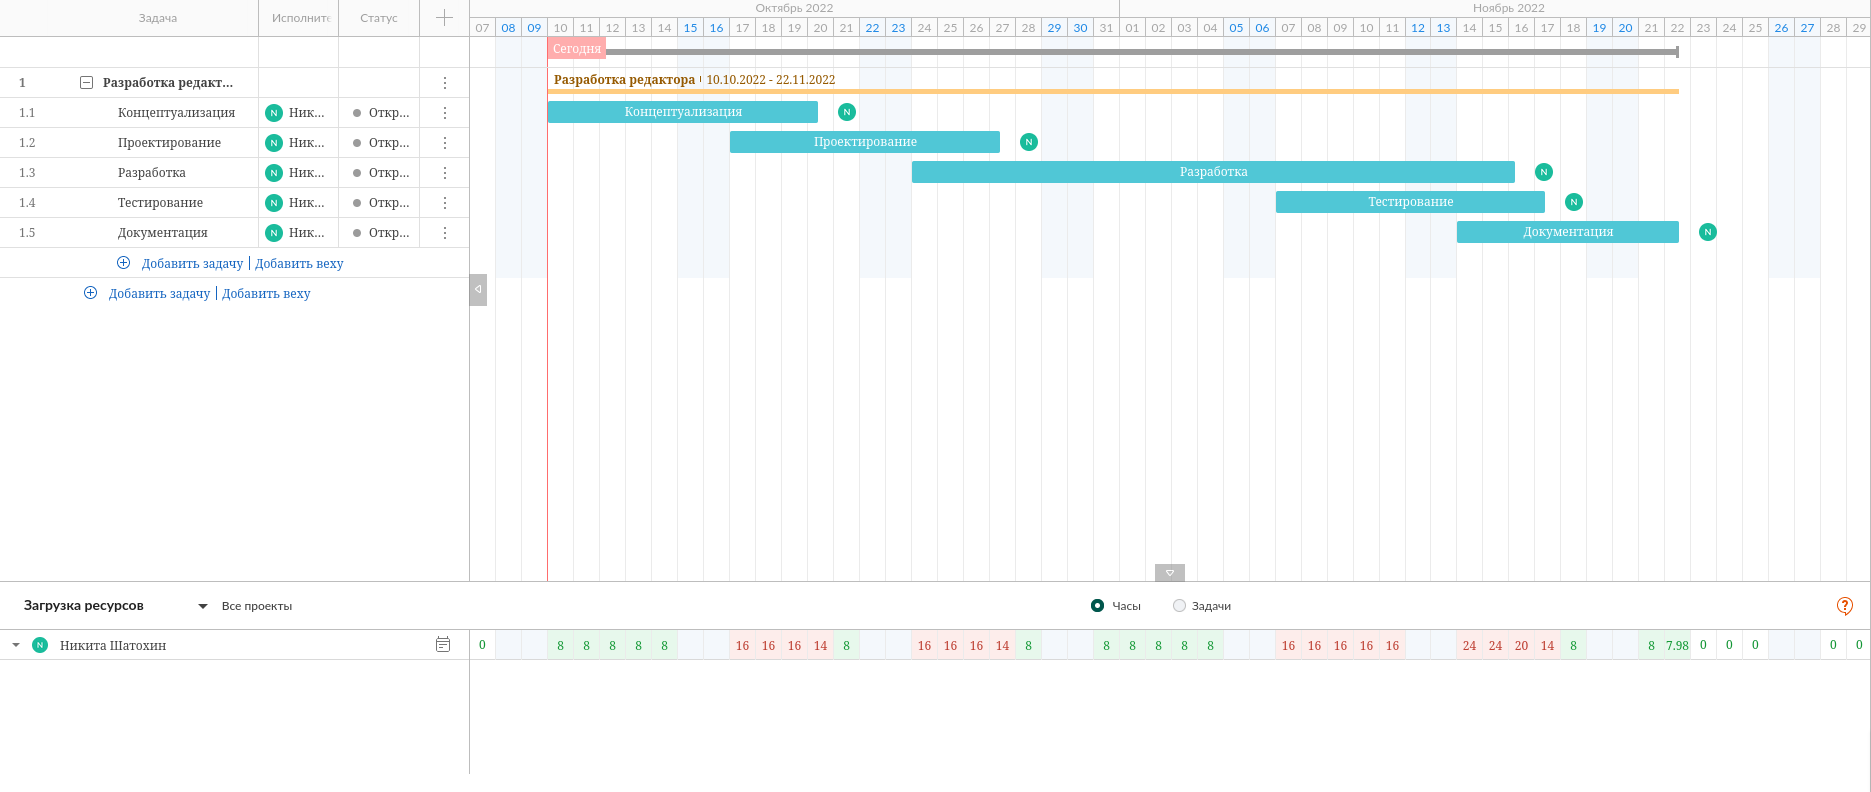 Задача Исполните Статус
Октябрь 2022 Ноябрь 2022
07 08 09 10 11 12 13 14 15 16 17 18 19 20 21 22 23 24 25 26 27 28 29 30 31 01 02 03 04 05 06 07 08 09 10 11 12 13 14 15 16 17 18 19 20 21 22 23 24 25 26 27 28 29
Сегодня
1 Разработка редакт... Разработка редактора 10.10.2022 - 22.11.2022
1.1 Концептуализация N Ник... Откр... Концептуализация N
1.2 Проектирование N Ник... Откр... Проектирование N
1.3 Разработка N Ник... Откр... Разработка N
1.4 Тестирование N Ник... Откр... Тестирование N
1.5 Документация N Ник... Откр... Документация N
Добавить задачу | Добавить веху
Добавить задачу | Добавить веху
Загрузка ресурсов Все проекты Часы Задачи ?
N Никита Шатохин 0 8 8 8 8 8 16 16 16 14 8 16 16 16 14 8 8 8 8 8 8 16 16 16 16 16 24 24 20 14 8 8 7.98 0 0 0 0 0